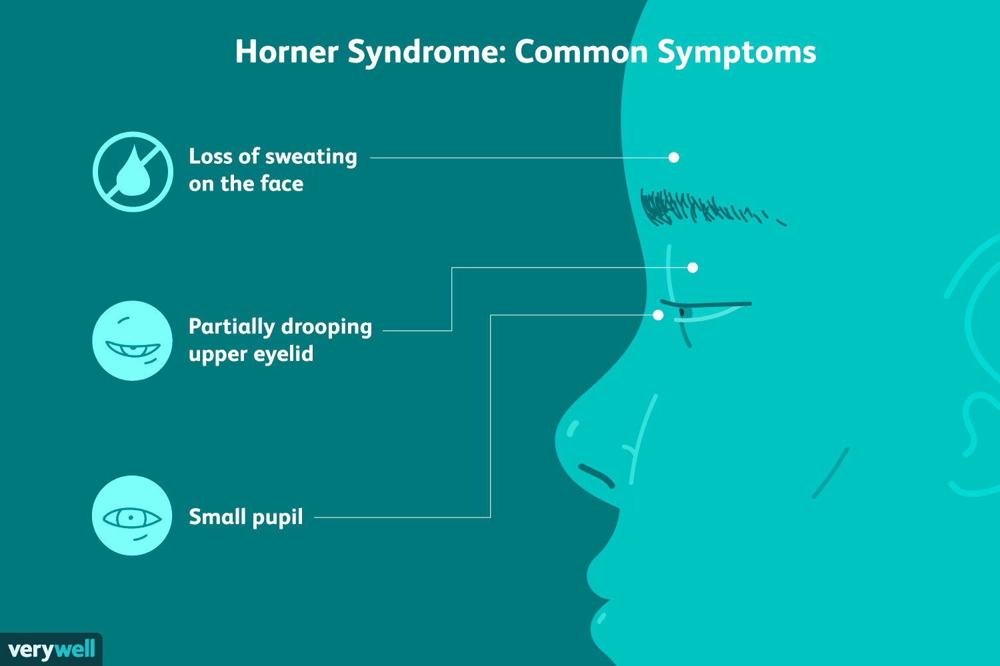 Horner Syndrome: Common Symptoms
Loss of sweating
on the face
Partially drooping
upper eyelid
Small pupil
verywell